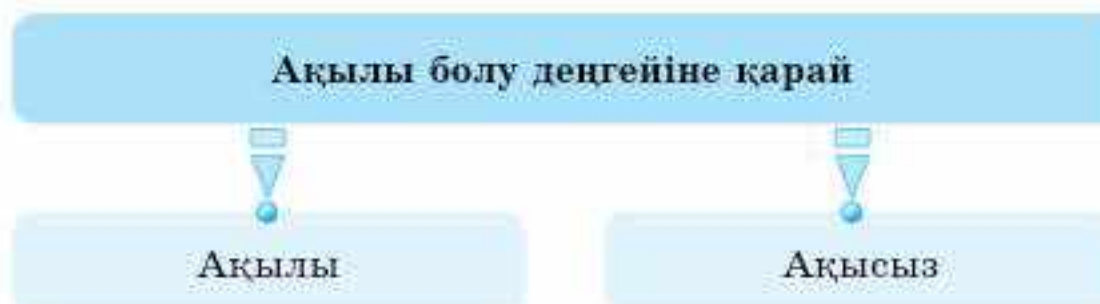 Ақылы болу деңгейіне қарай
Ақылы
Ақысыз